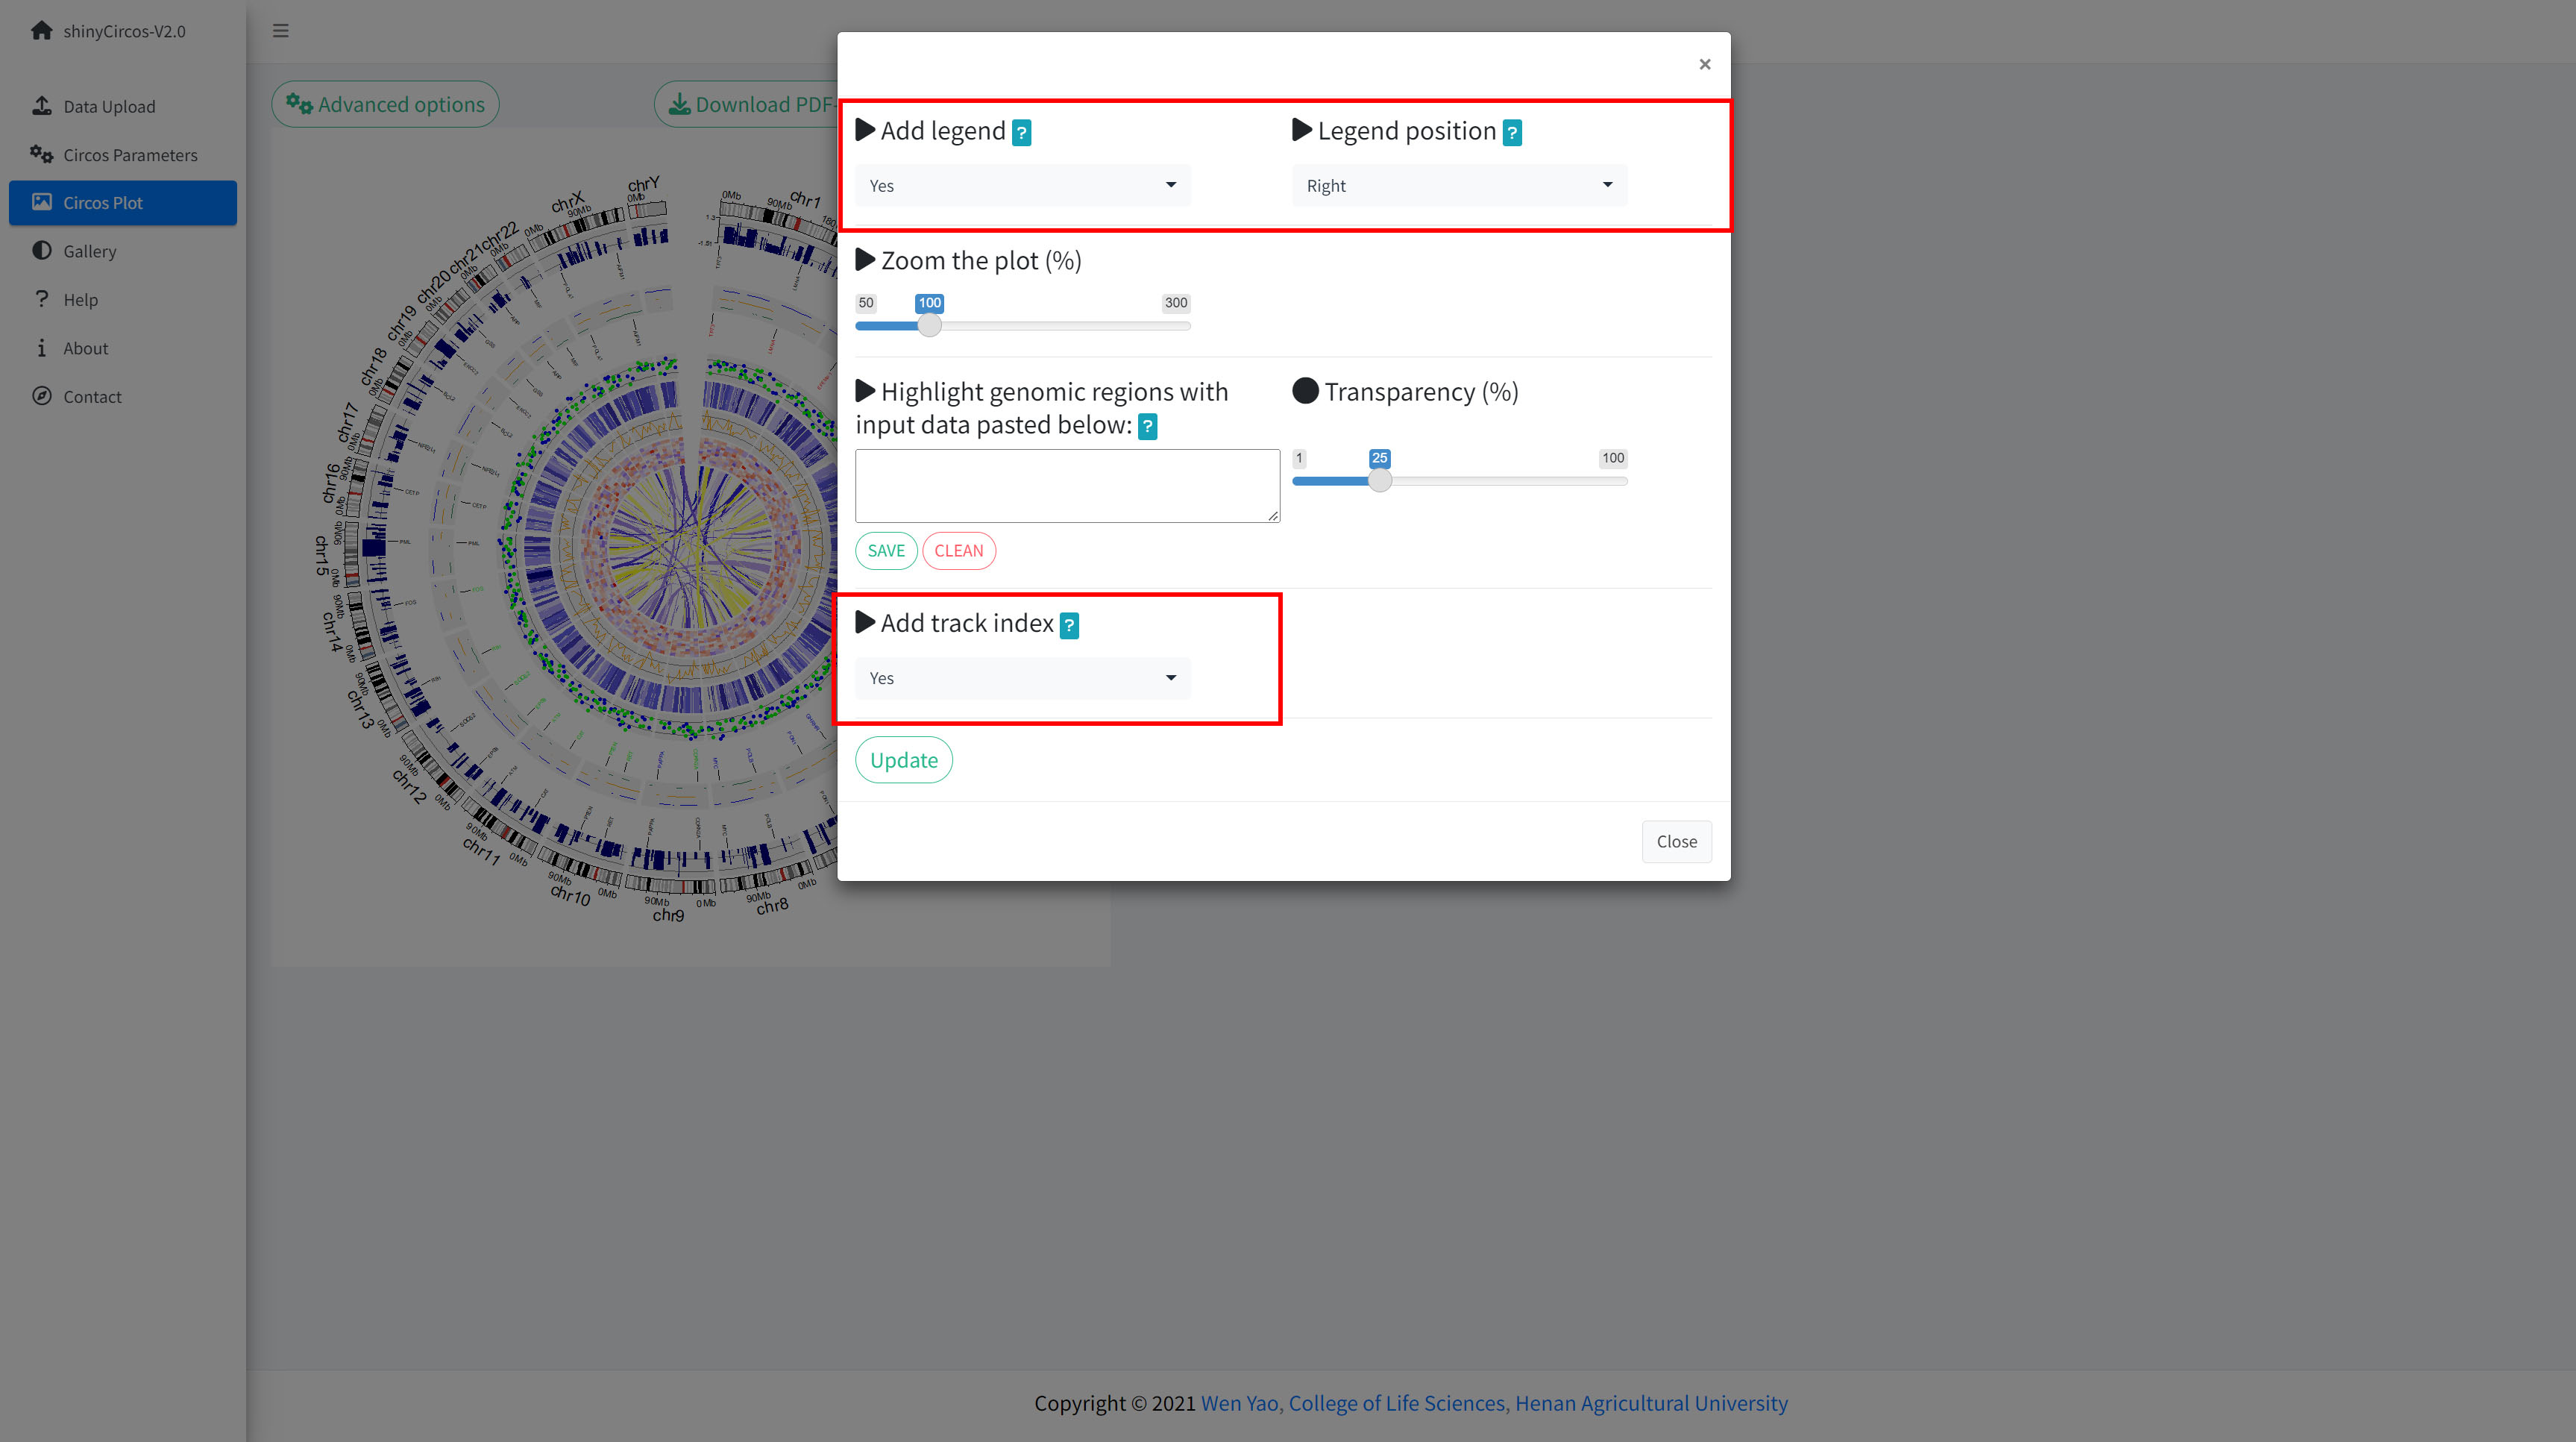 shinyCircos-V2.0
Data Upload
Circos Parameters
Circos Plot
Gallery
Help
About
Contact
Advanced options
Download PDF-
×
Add legend ?
Legend position ?
Yes
Right
Zoom the plot (%)
50 100 300
Highlight genomic regions with
input data pasted below: ?
Transparency (%)
1 25 100
SAVE CLEAN
Add track index ?
Yes
Update
Close
chrX
chrY
chr1
chr22
chr21
chr20
chr19
chr18
chr17
chr16
chr15
chr14
chr13
chr12
chr11
chr10
chr9
chr8
0Mb
90Mb
Copyright © 2021 Wen Yao, College of Life Sciences, Henan Agricultural University